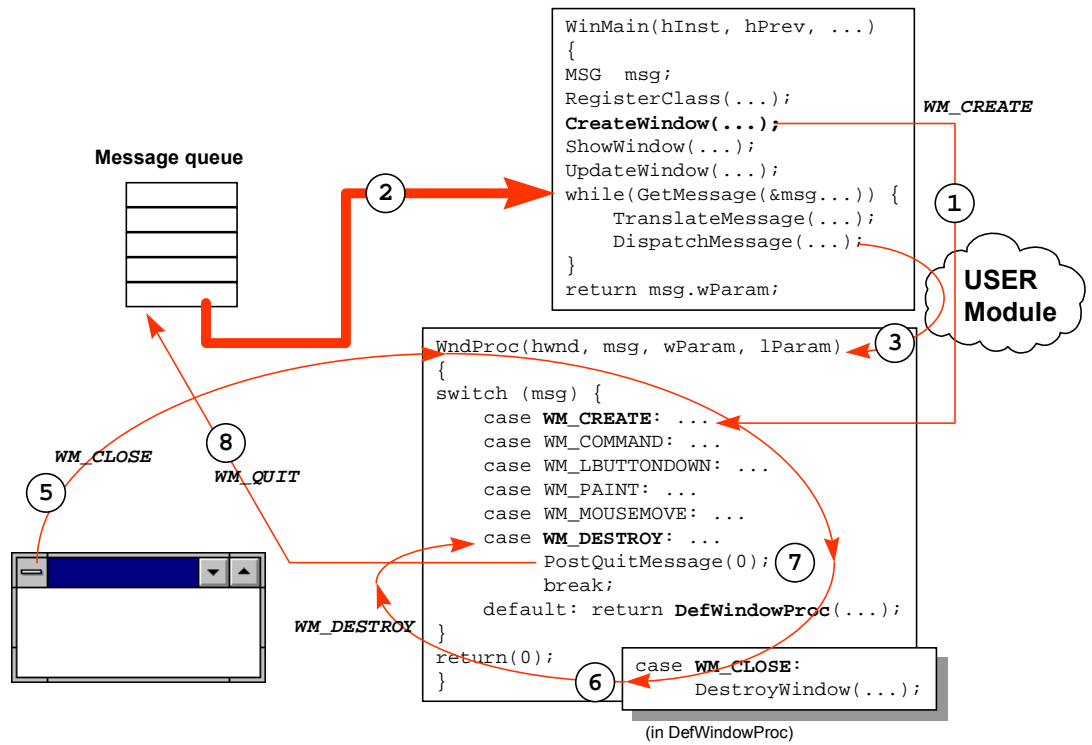 WinMain(hInst, hPrev, ...)
{
MSG  msg;
RegisterClass(...);
CreateWindow(...);
ShowWindow(...);
UpdateWindow(...);
while(GetMessage(&msg...)) {
    TranslateMessage(...);
    DispatchMessage(...);
}
return msg.wParam;
WM_CREATE
Message queue
2
1
USER
Module
3
WndProc(hwnd, msg, wParam, lParam)
{
switch (msg) {
    case WM_CREATE: ...
    case WM_COMMAND: ...
    case WM_LBUTTONDOWN: ...
    case WM_PAINT: ...
    case WM_MOUSEMOVE: ...
    case WM_DESTROY: ...
        PostQuitMessage(0);
        break;
    default: return DefWindowProc(...);
}
return(0);
}
8
WM_CLOSE
WM_QUIT
5
7
WM_DESTROY
6
case WM_CLOSE:
    DestroyWindow(...);
(in DefWindowProc)